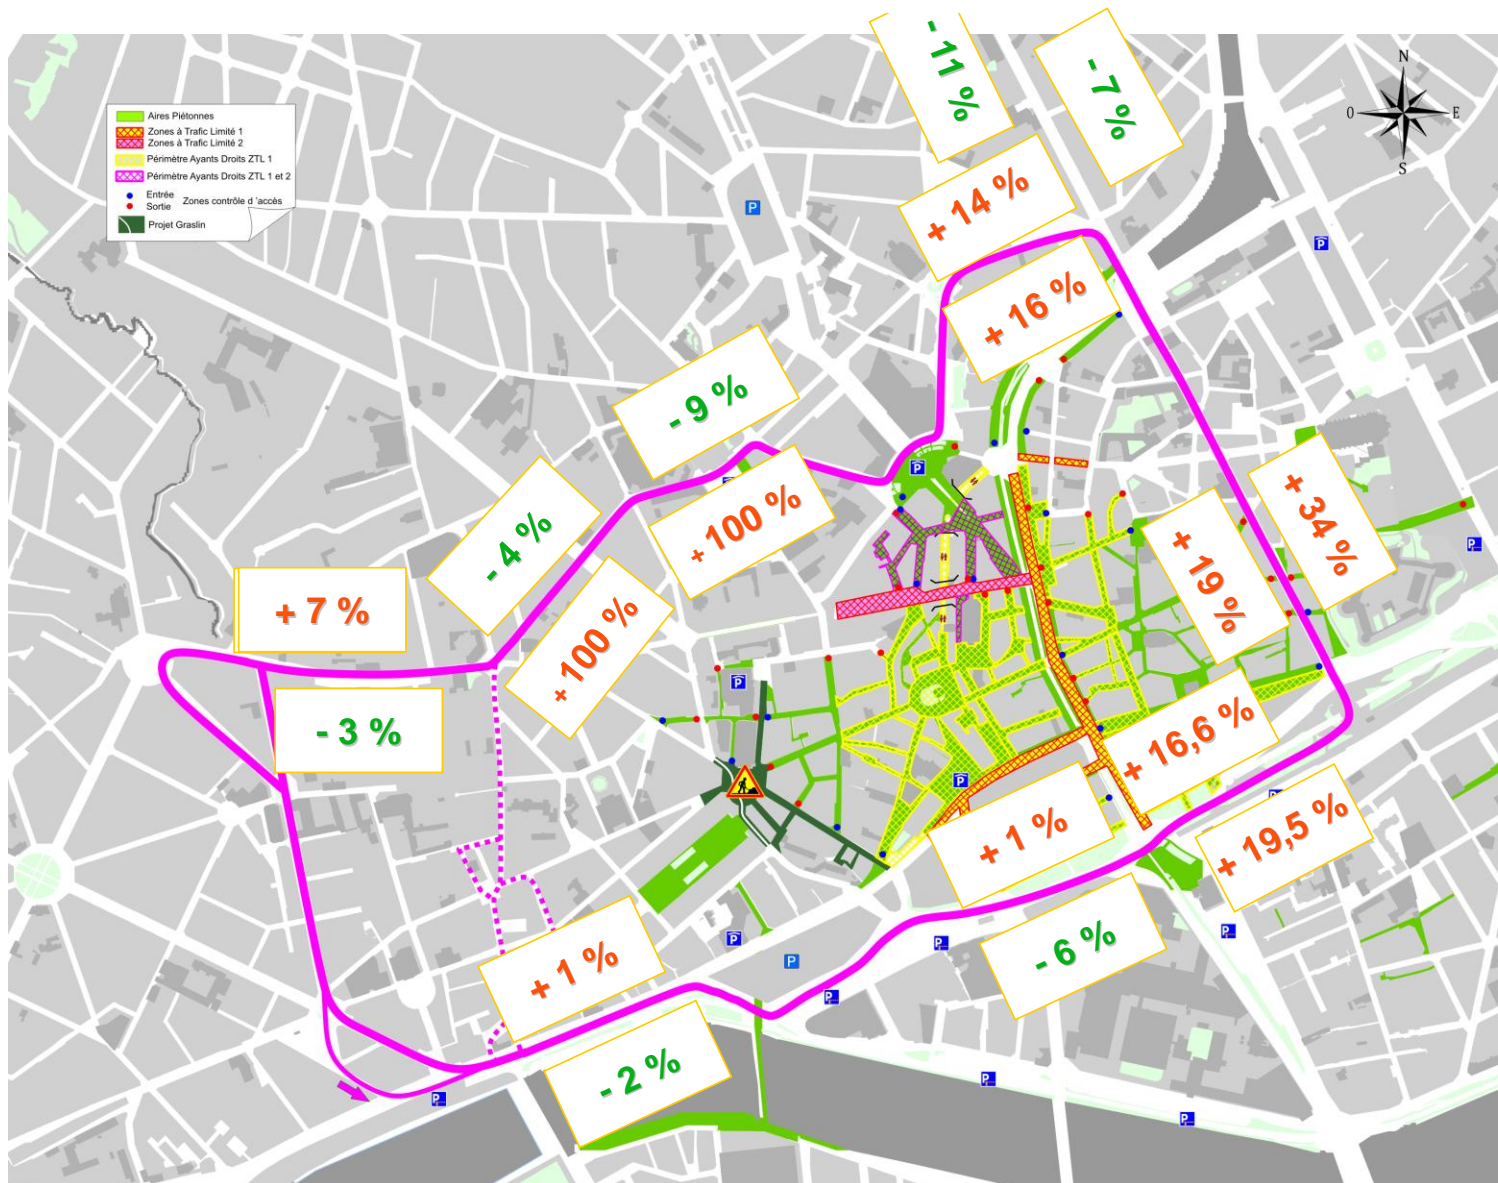 - 11 %
- 7 %
N
O
E
S
Aires Piétonnes
Zones à Trafic Limité 1
Zones à Trafic Limité 2
Périmètre Ayants Droits ZTL 1
Périmètre Ayants Droits ZTL 1 et 2
Entrée
Sortie
Zones contrôle d 'accès
Projet Graslin
+ 14 %
P
P
+ 16 %
- 9 %
P
+ 34 %
- 4 %
+ 100 %
+ 19 %
P
+ 7 %
+ 100 %
P
- 3 %
+ 16,6 %
P
+ 1 %
+ 19,5 %
+ 1 %
P
P
P
P
- 6 %
P
- 2 %
P
P
P